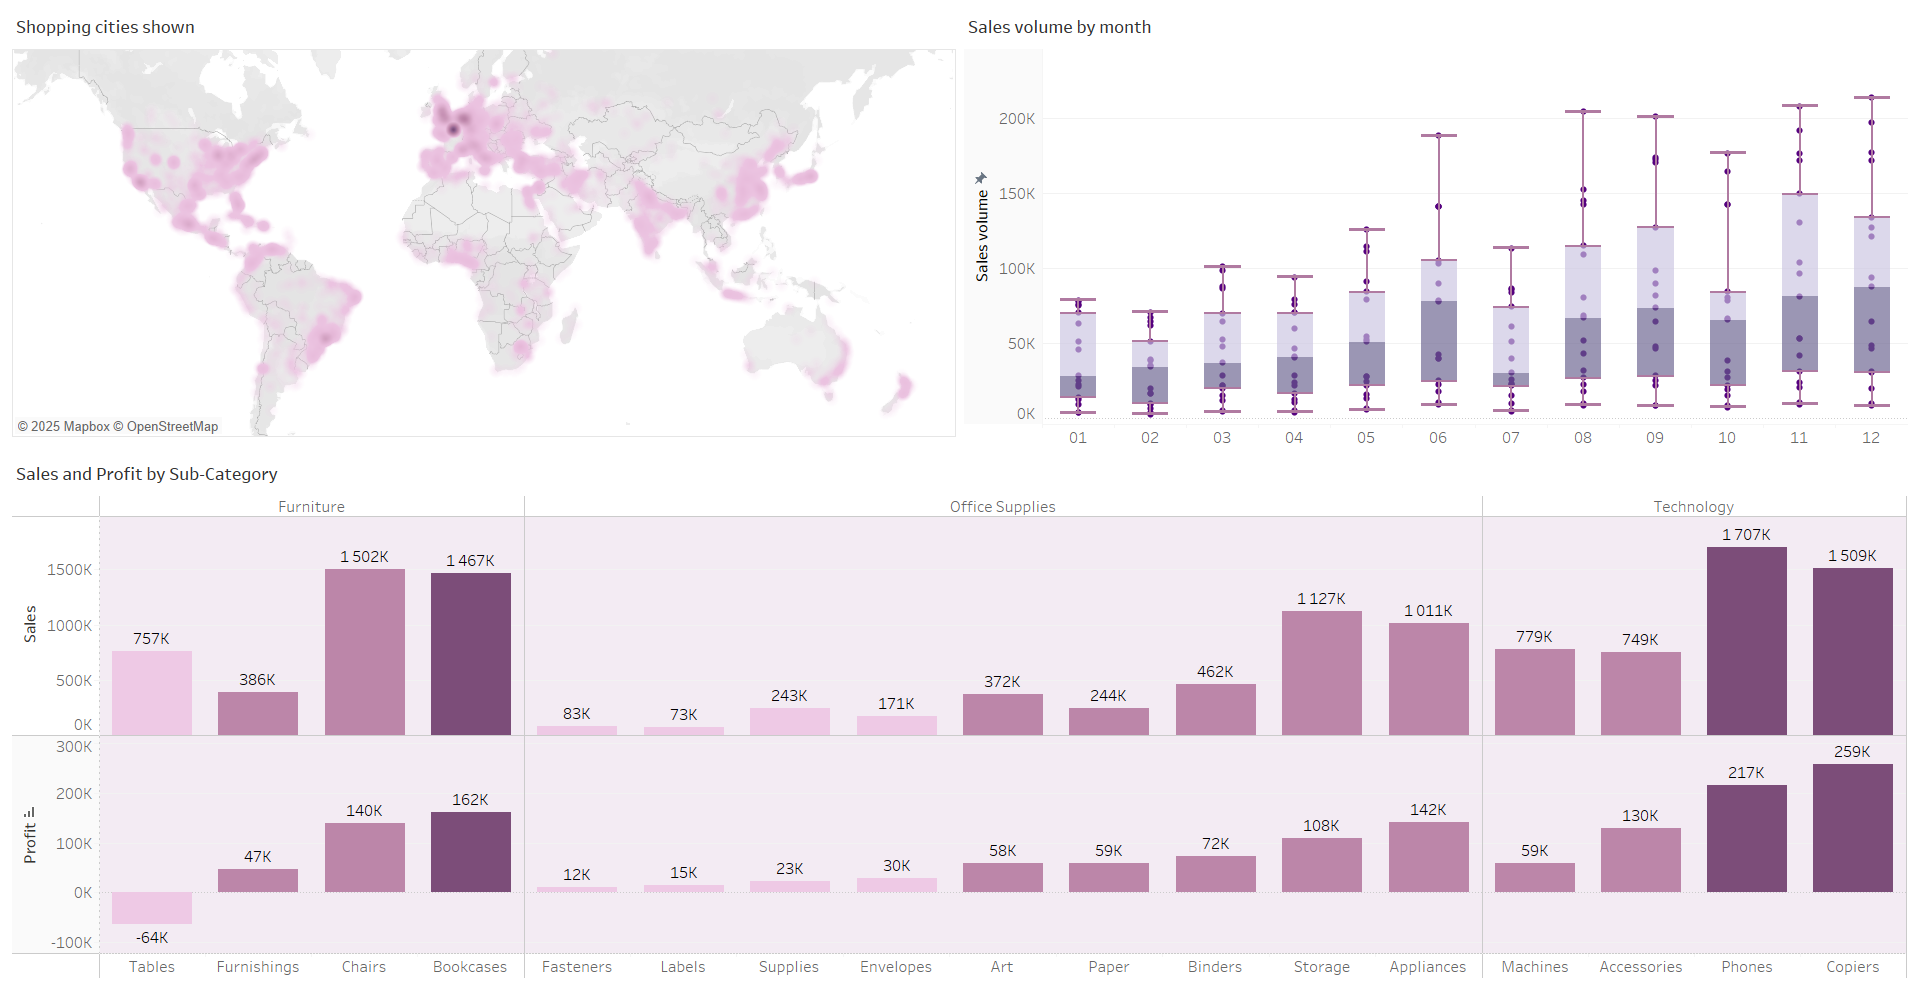 Shopping cities shown
© 2025 Mapbox © OpenStreetMap
Sales volume by month
Sales volume
200K
150K
100K
50K
0K
01 02 03 04 05 06 07 08 09 10 11 12
Sales and Profit by Sub-Category
Furniture Office Supplies Technology
Sales
1500K
1000K
500K
0K
757K 386K 1 502K 1 467K 83K 73K 243K 171K 372K 244K 462K 1 127K 1 011K 779K 749K 1 707K 1 509K
Profit
300K
200K
100K
0K
-100K
-64K 47K 140K 162K 12K 15K 23K 30K 58K 59K 72K 108K 142K 59K 130K 217K 259K
Tables Furnishings Chairs Bookcases Fasteners Labels Supplies Envelopes Art Paper Binders Storage Appliances Machines Accessories Phones Copiers